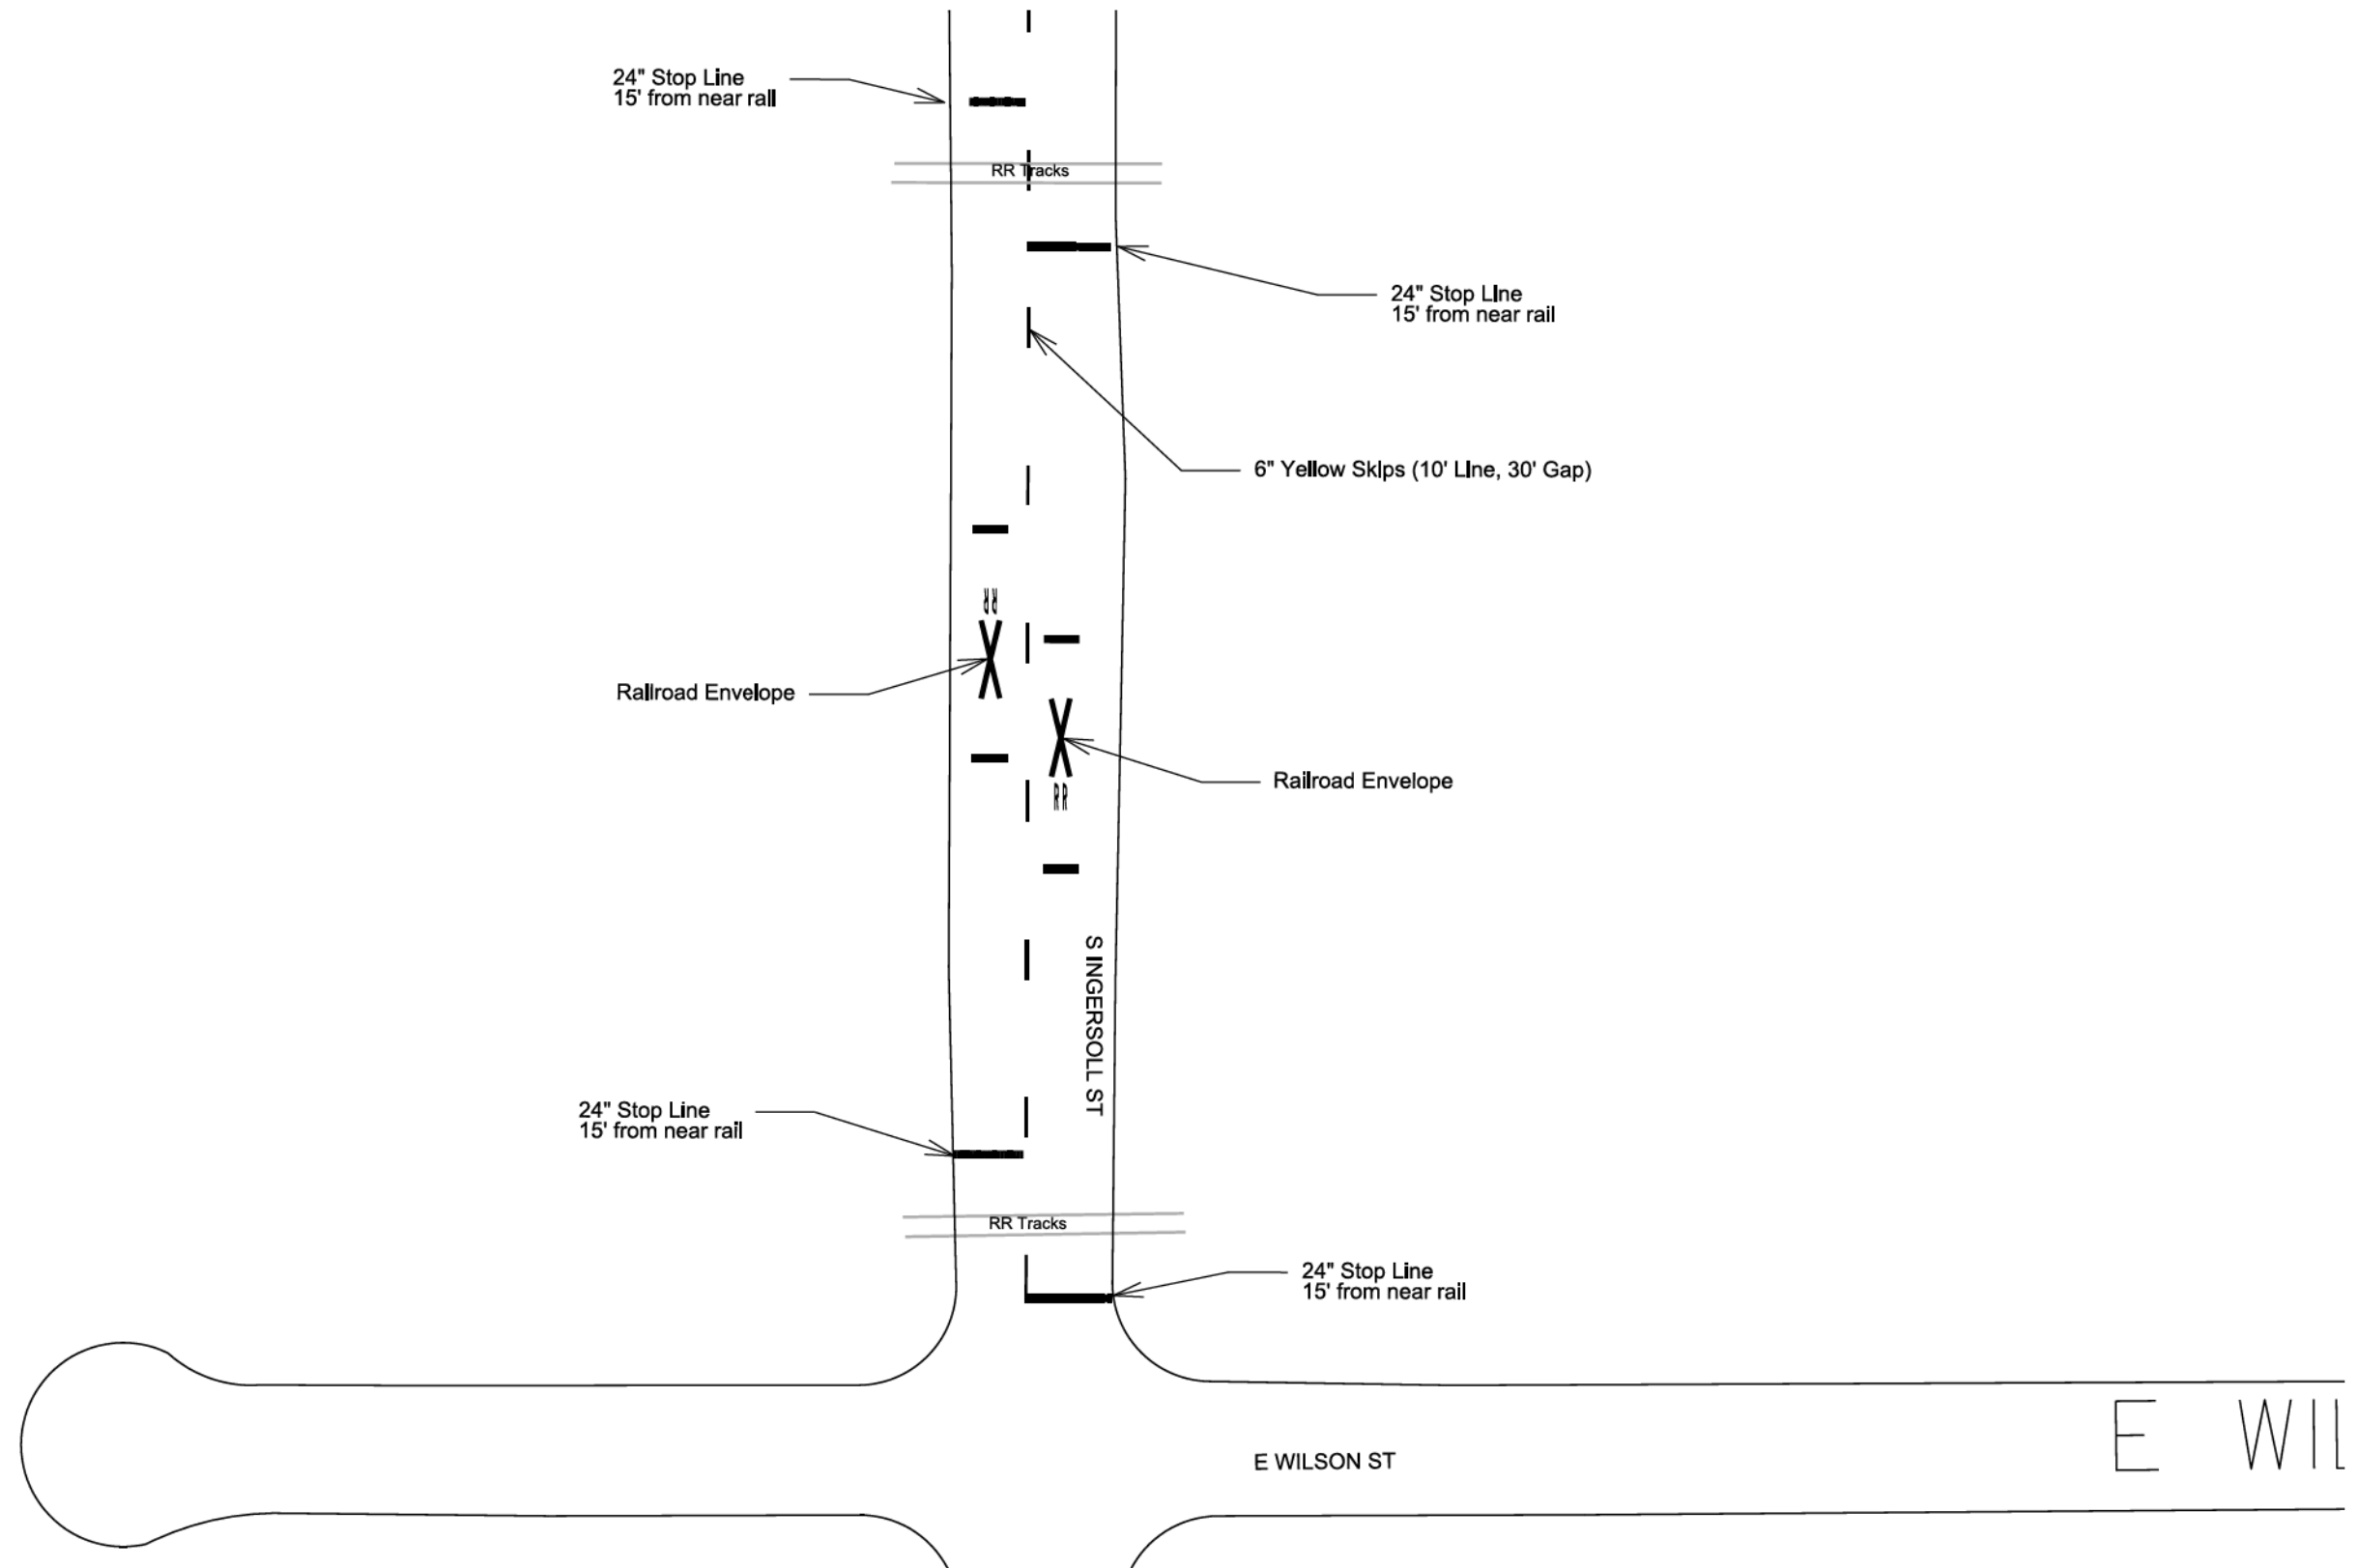 24" Stop Line
15' from near rail
RR Tracks
24" Stop LIne
15' from near rail
6" Yellow Skips (10' LIne, 30' Gap)
RR
Railroad Envelope
Railroad Envelope
RR
S INGERSOLL ST
24" Stop Line
15' from near rail
RR Tracks
24" Stop Line
15' from near rail
E WIL
E WILSON ST